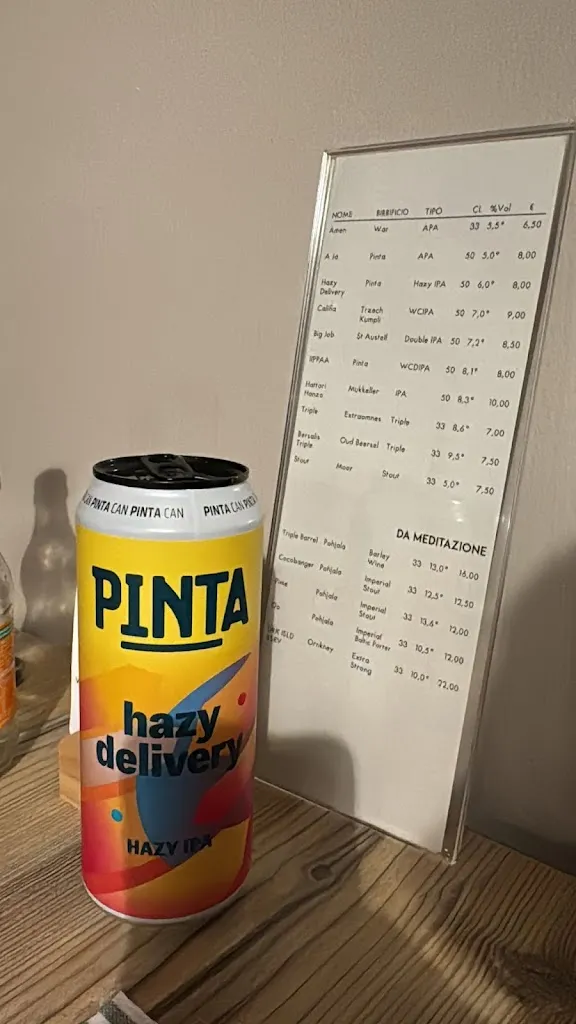 PINTA CAN PINTA CAN PINTA CAN
PINTA
hazy
delivery
HAZY IPA
NOME BIRRIFICIO TIPO Cl. %Vol €
Amen War APA 33 5,5° 6,50
A Ja Pinta APA 50 5,0° 8,00
Hazy Delivery Pinta Hazy IPA 50 6,0° 8,00
Califia Trzech Kumpli WCIPA 50 7,0° 9,00
Big Job St Austell Double IPA 50 7,2° 8,50
Pinta WCDIPA 50 8,1° 8,00
Hattori Hanzo Mikkeller IPA 50 8,3° 10,00
Triple Extraomnes Triple 33 8,6° 7,00
Bersalis Triple Oud Beersel Triple 33 9,5° 7,50
Stout Moor Stout 33 5,0° 7,50
DA MEDITAZIONE
Triple Barrel Pohjala Barley Wine 33 13,0° 16,00
Cocobanger Pohjala Imperial Stout 33 12,5° 12,50
Pime Pohjala Imperial Stout 33 13,6° 12,00
Öö Pohjala Imperial Baltic Porter 33 10,5° 12,00
Ornkney Extra Strong 33 10,0° 22,00